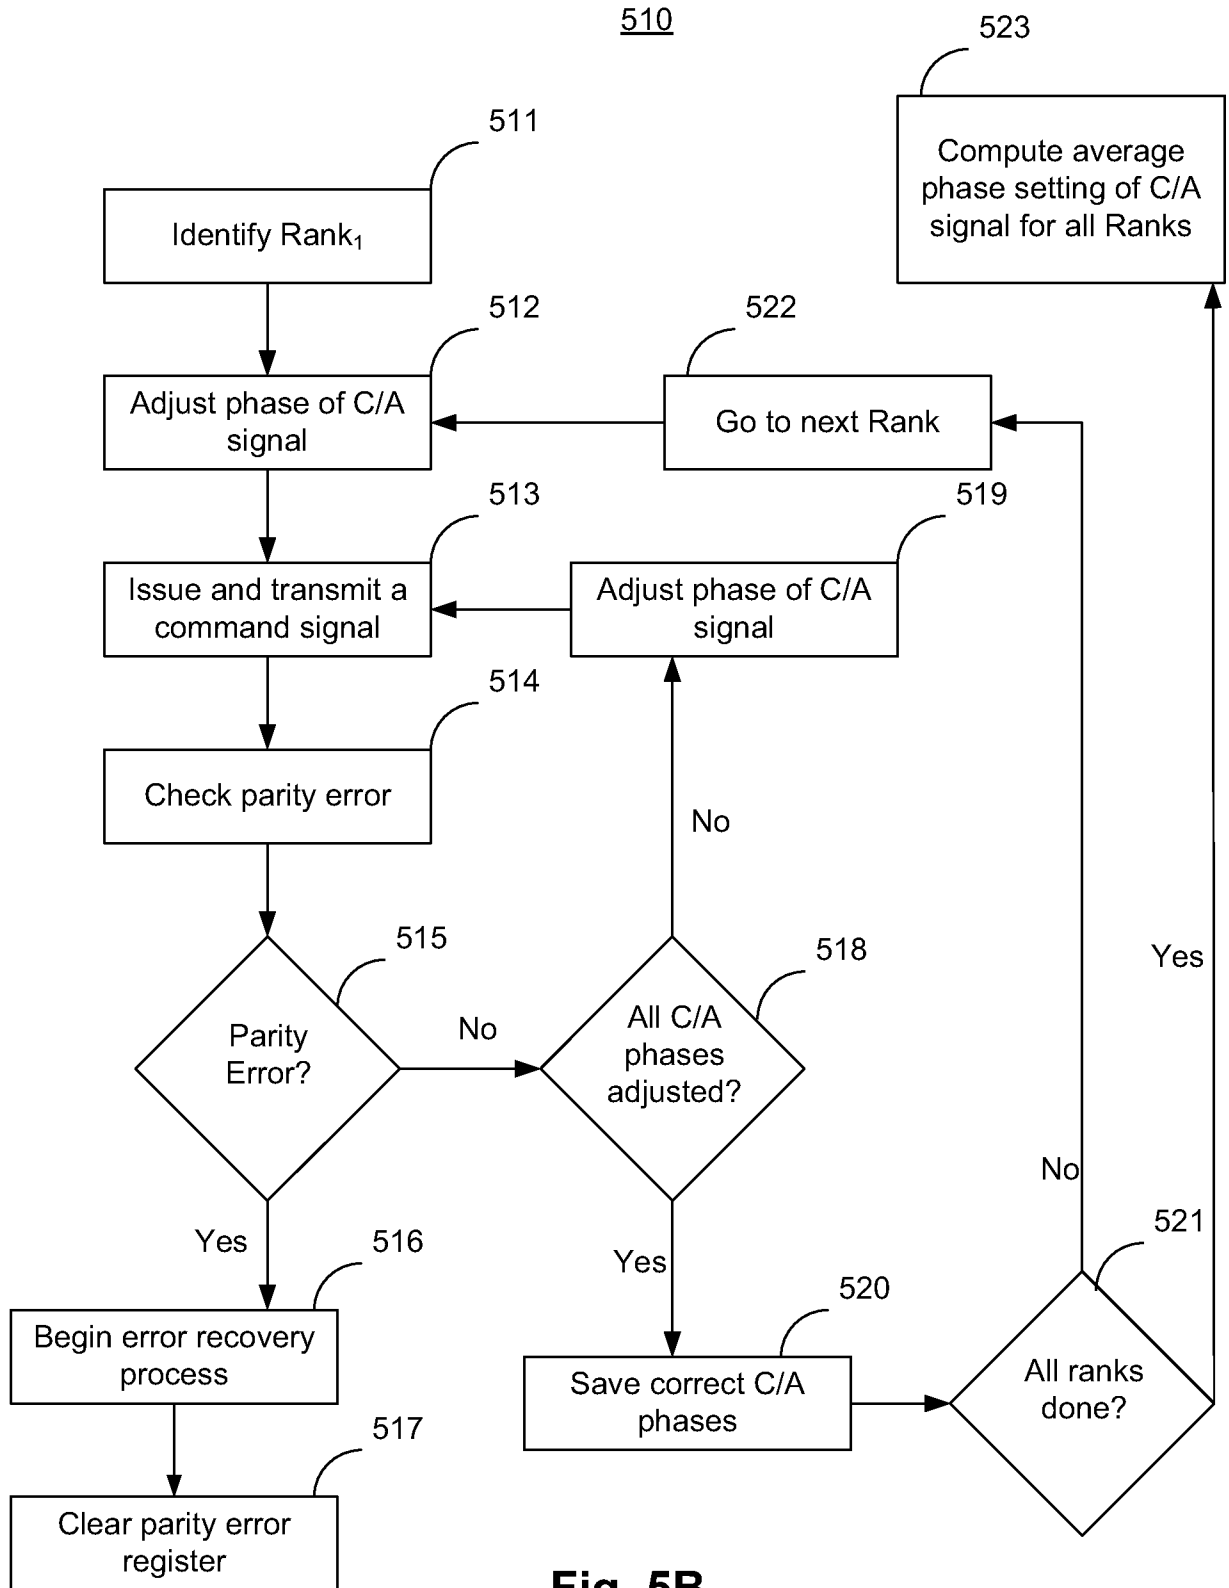 510
523
Compute average
phase setting of C/A
signal for all Ranks
511
Identify Rank₁
512
Adjust phase of C/A
signal
522
Go to next Rank
513
Issue and transmit a
command signal
519
Adjust phase of C/A
signal
514
Check parity error
No
515
Parity
Error?
No
518
All C/A
phases
adjusted?
Yes
No
521
Yes
516
Begin error recovery
process
Yes
520
Save correct C/A
phases
All ranks
done?
517
Clear parity error
register
Fig. 5B